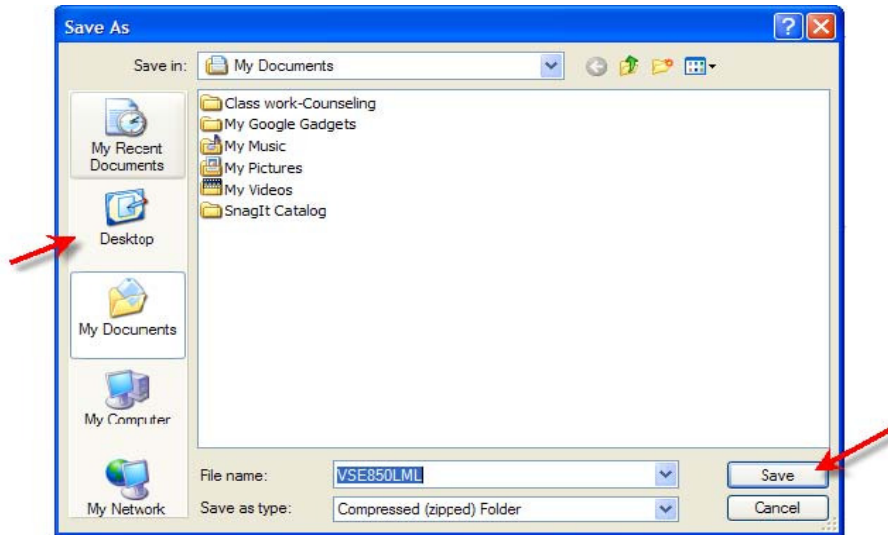 Save As
Save in:
My Documents
Class work-Counseling
My Google Gadgets
My Music
My Pictures
My Videos
SnagIt Catalog
My Recent
Documents
Desktop
My Documents
My Computer
My Network
File name:
VSE850LML
Save
Save as type:
Compressed (zipped) Folder
Cancel